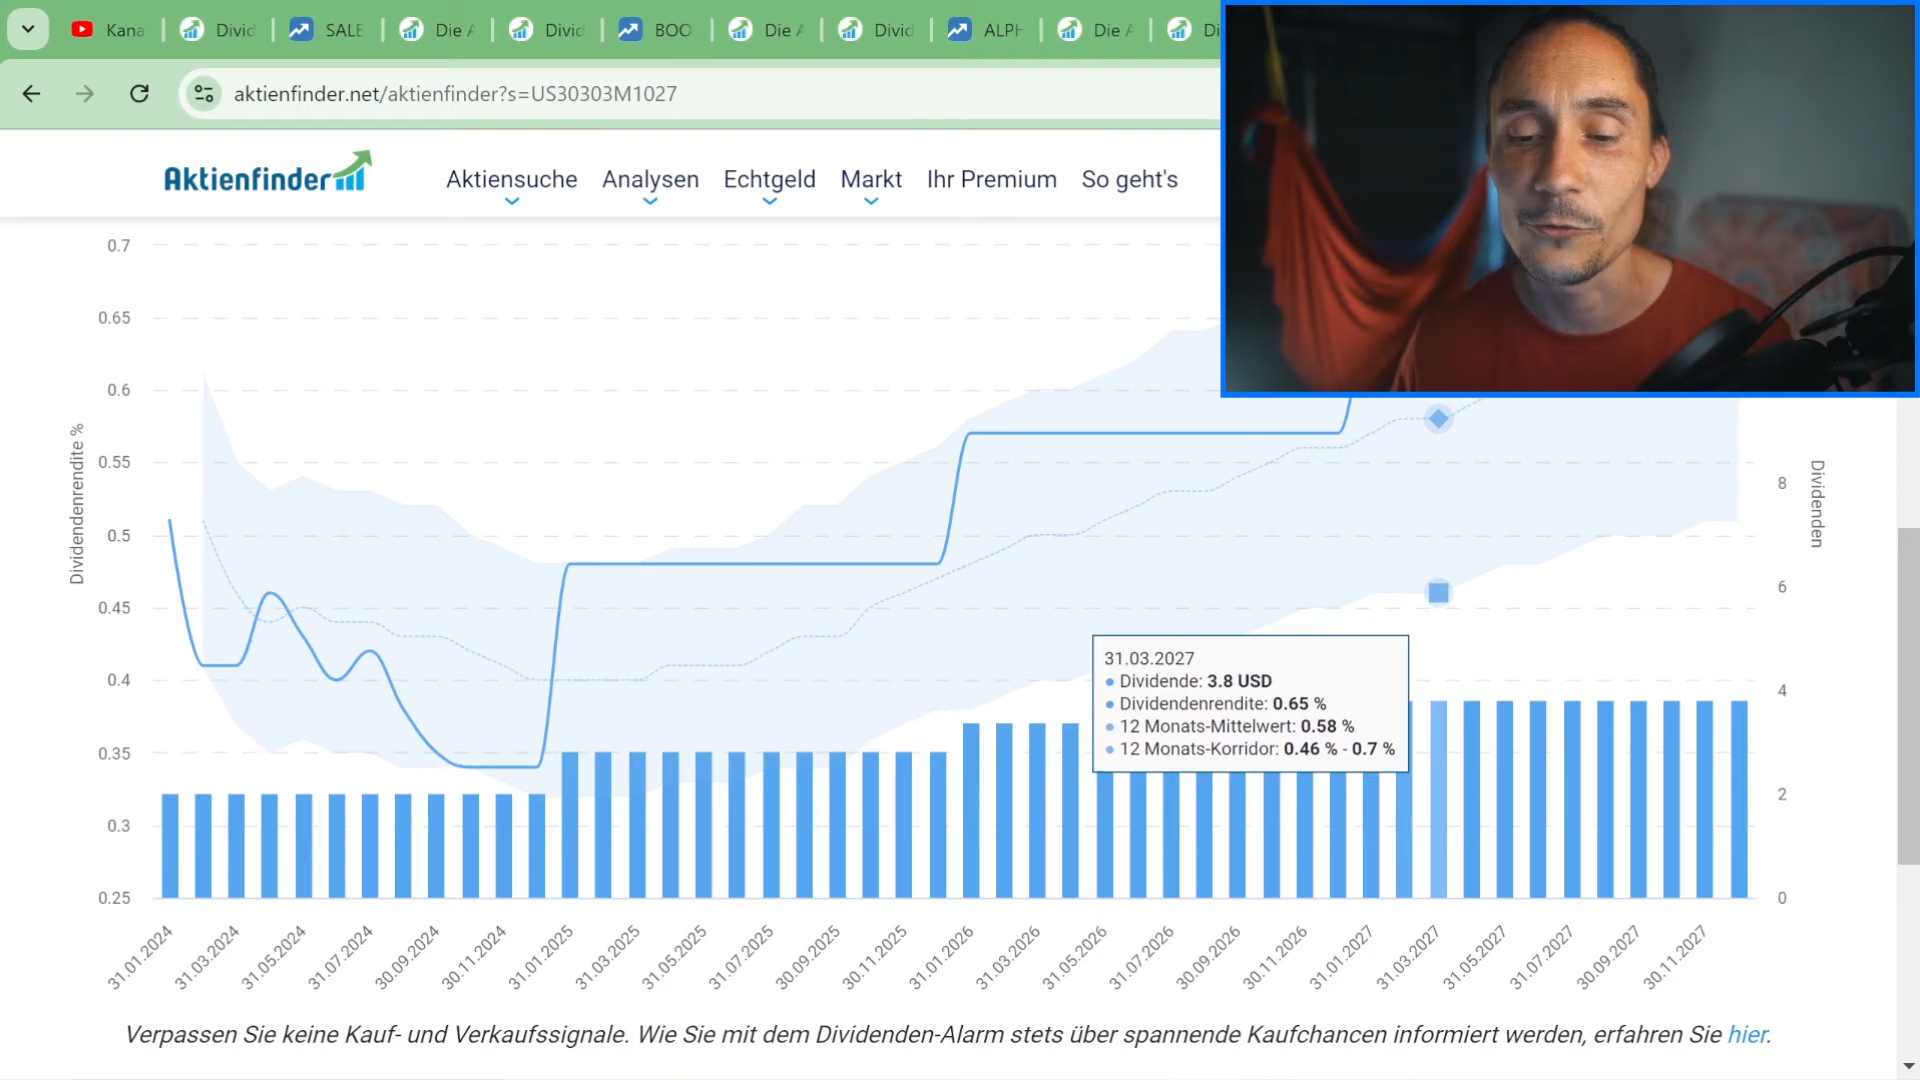 Kana
Divid
SALE
Die A
Divid
BOO
Die A
Divid
ALPH
Die A
Di
aktienfinder.net/aktienfinder?s=US30303M1027
Aktienfinder
Aktiensuche Analysen Echtgeld Markt Ihr Premium So geht's
0.7
0.65
0.6
0.55
0.5
0.45
0.4
0.35
0.3
0.25
Dividendenrendite %
8
6
4
2
0
Dividenden
31.03.2027
Dividende: 3.8 USD
Dividendenrendite: 0.65 %
12 Monats-Mittelwert: 0.58 %
12 Monats-Korridor: 0.46 % - 0.7 %
31.01.2024
31.03.2024
31.05.2024
31.07.2024
30.09.2024
30.11.2024
31.01.2025
31.03.2025
31.05.2025
31.07.2025
30.09.2025
30.11.2025
31.01.2026
31.03.2026
31.05.2026
31.07.2026
30.09.2026
30.11.2026
31.01.2027
31.03.2027
31.05.2027
31.07.2027
30.09.2027
30.11.2027
Verpassen Sie keine Kauf- und Verkaufssignale. Wie Sie mit dem Dividenden-Alarm stets über spannende Kaufchancen informiert werden, erfahren Sie hier.